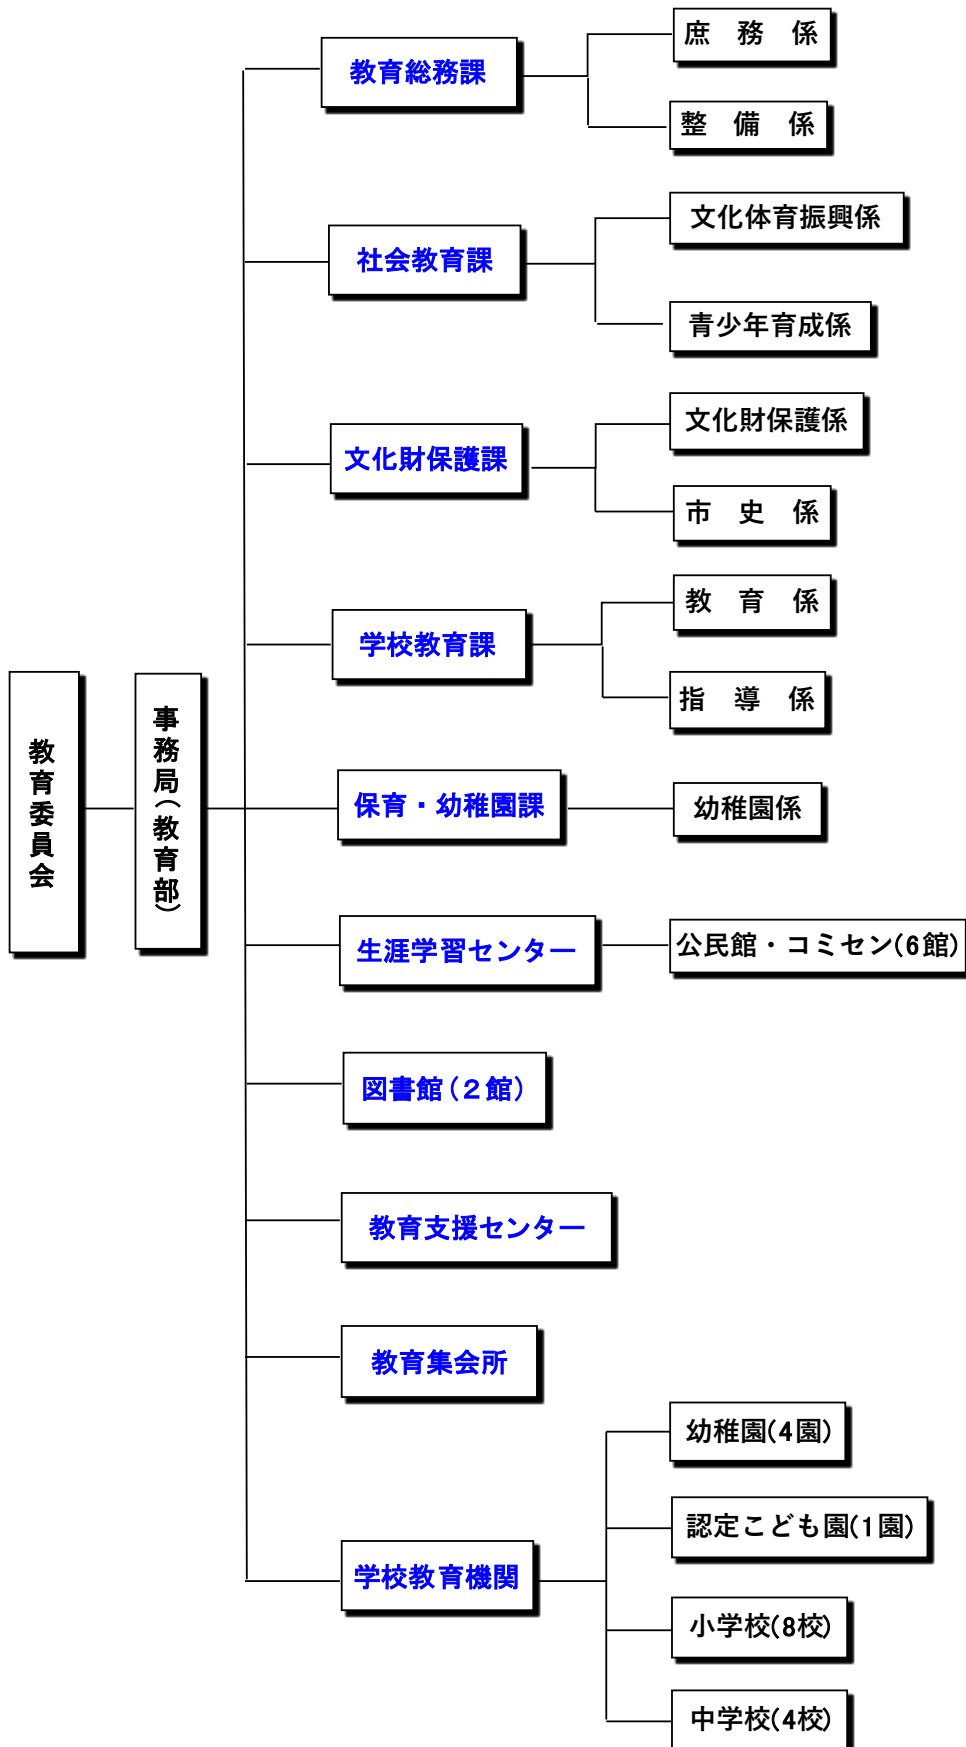 教育委員会
事務局(教育部)
教育総務課
庶　務　係
整　備　係
社会教育課
文化体育振興係
青少年育成係
文化財保護課
文化財保護係
市　史　係
学校教育課
教　育　係
指　導　係
保育・幼稚園課
幼稚園係
生涯学習センター
公民館・コミセン(6館)
図書館(２館)
教育支援センター
教育集会所
学校教育機関
幼稚園(4園)
認定こども園(1園)
小学校(8校)
中学校(4校)